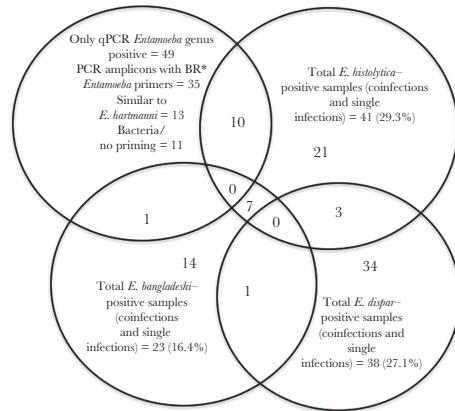 Only qPCR Entamoeba genus
positive = 49
PCR amplicons with BR*
Entamoeba primers = 35
Similar to
E. hartmanni = 13
Bacteria/
no priming = 11
Total E. histolytica–
positive samples
(coinfections
and single
infections) = 41 (29.3%)
10
21
0
7
0
3
1
14
1
34
Total E. bangladeshi–
positive samples
(coinfections
and single
infections) = 23 (16.4%)
Total E. dispar–
positive samples
(coinfections and
single
infections) = 38 (27.1%)